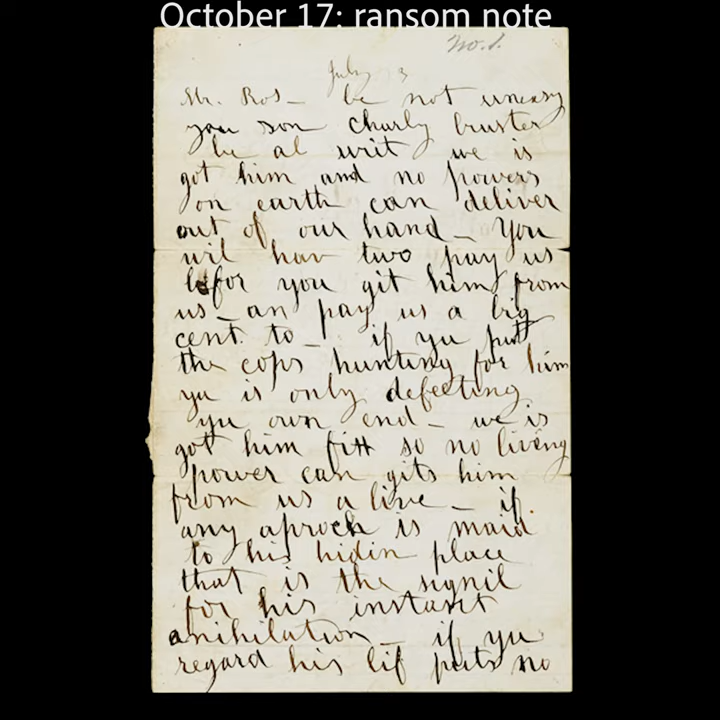 October 17: ransom note
No. 1.
July 3
Mr. Ros- be not uneasy
you son charly bruster
be al writ we is
got him and no powers
on earth can deliver
out of our hand - You
wil hav two pay us
befor you git him from
us - an pay us a big
cent to - if yu put
the cops hunting for him
yu is only defecting
yu own end - we is
got him fitt so no living
power can gits him
from us a live - if
any aproch is maid
to his hidin place
that is the signil
for his instant
anihilation - if yu
regard his lif puts no